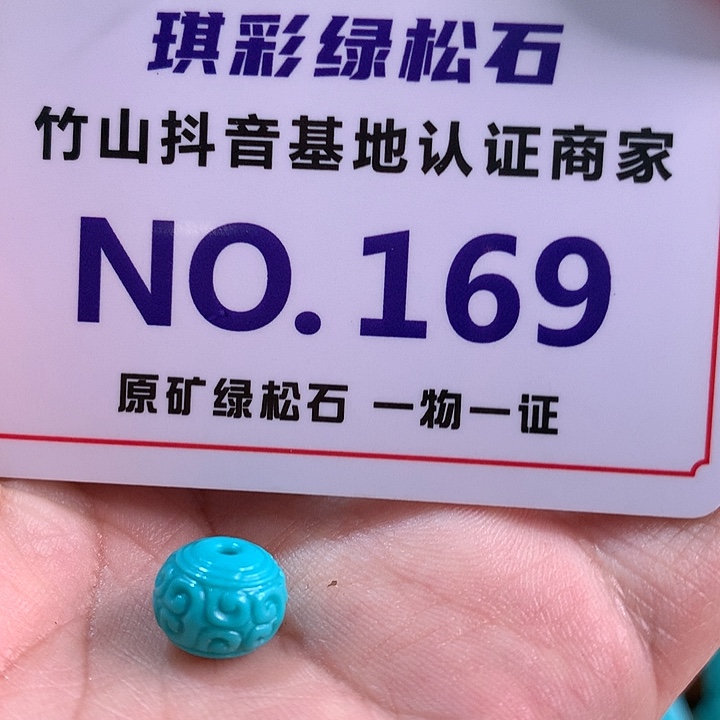 琪彩绿松石
竹山抖音基地认证商家
NO.169
原矿绿松石 一物一证